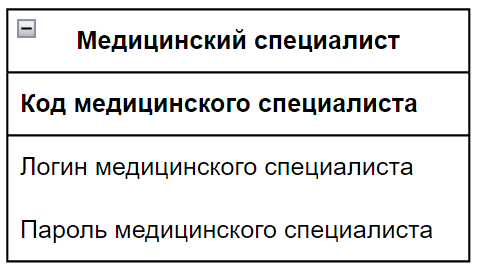 Медицинский специалист
Код медицинского специалиста
Логин медицинского специалиста
Пароль медицинского специалиста